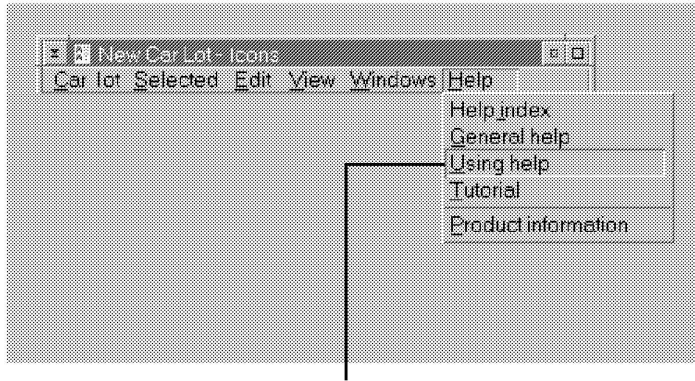 New Car Lot - Icons
Car lot Selected Edit View Windows Help
Help index
General help
Using help
Tutorial
Product information